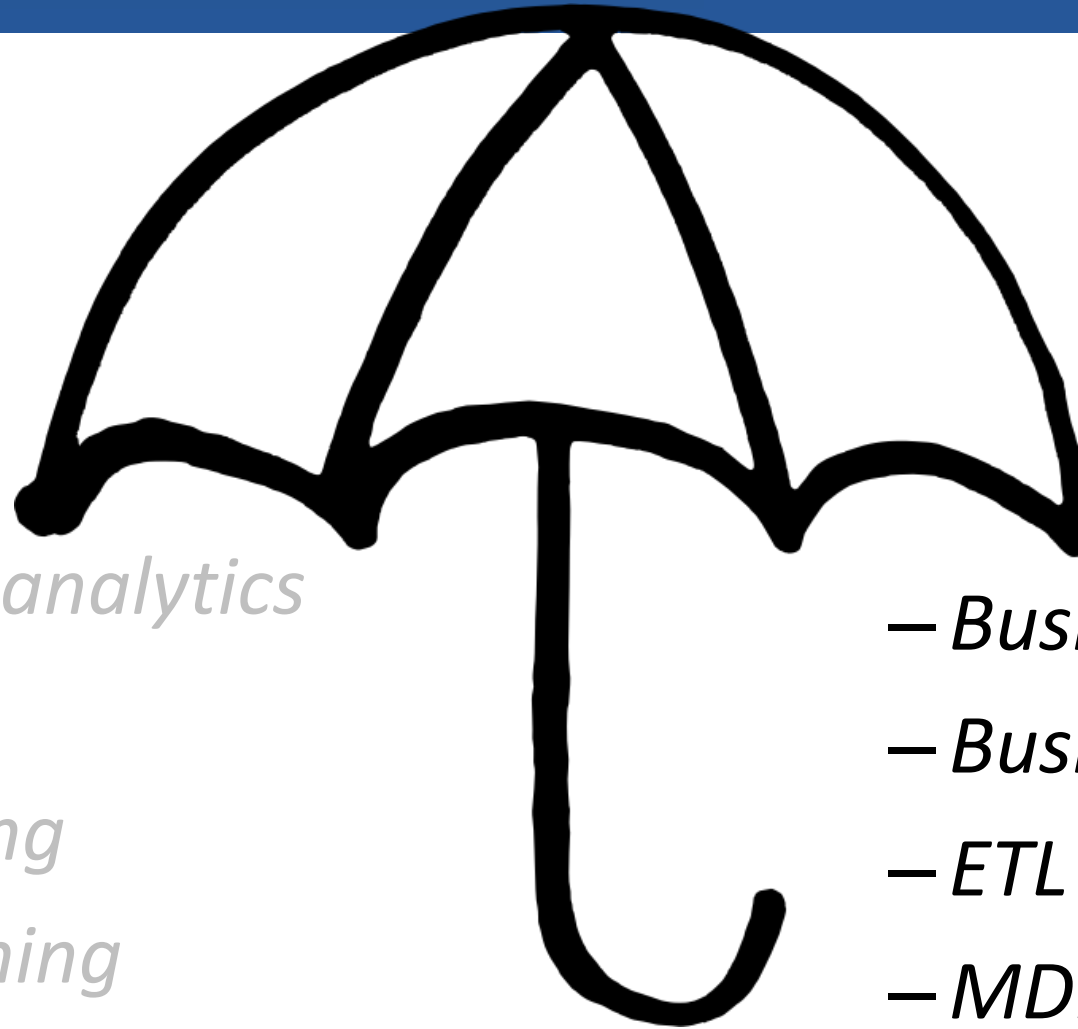 analytics
– Busi
– Busi
ng
– ETL
ning
– MD